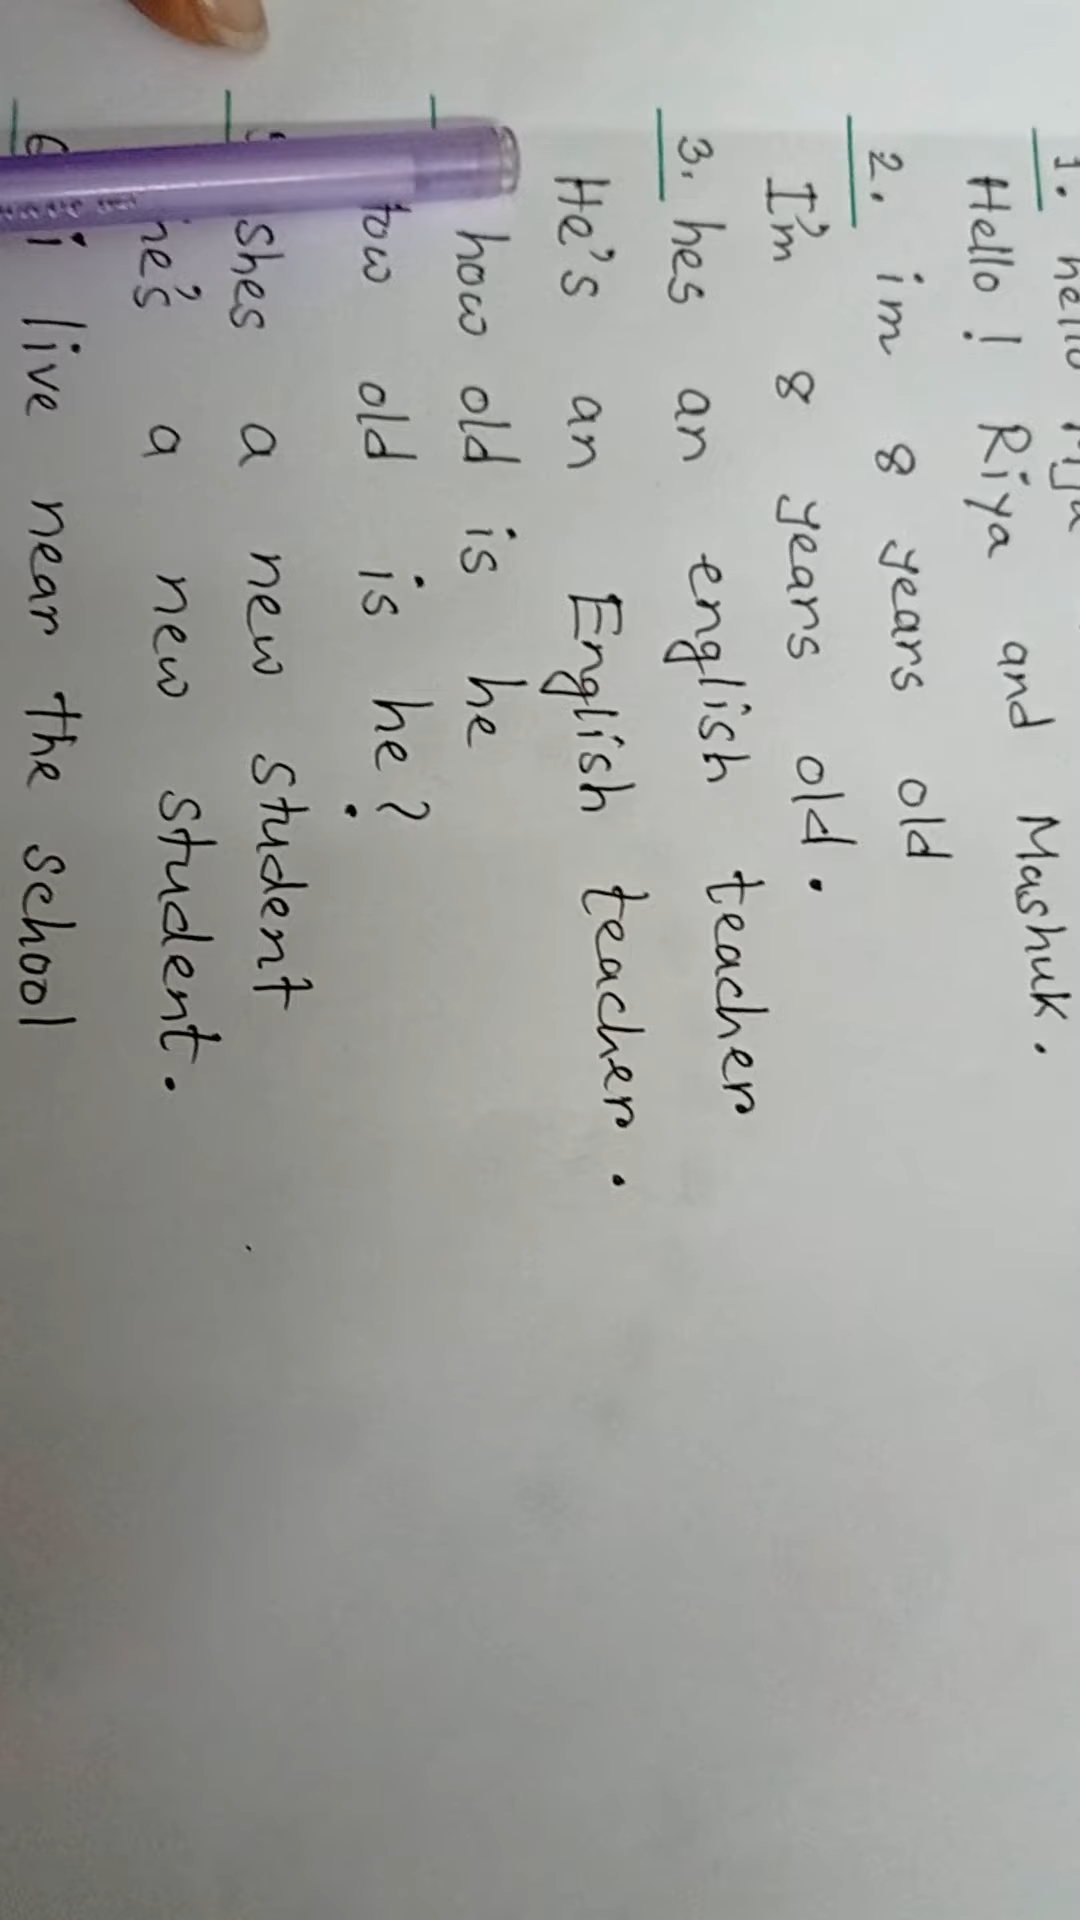 1. hello
Hello! Riya and Mashuk.
2. im 8 years old
I'm 8 years old.
3. hes an english teacher
He's an English teacher.
how old is he
old is he?
shes a new student
a new student.
i live near the school